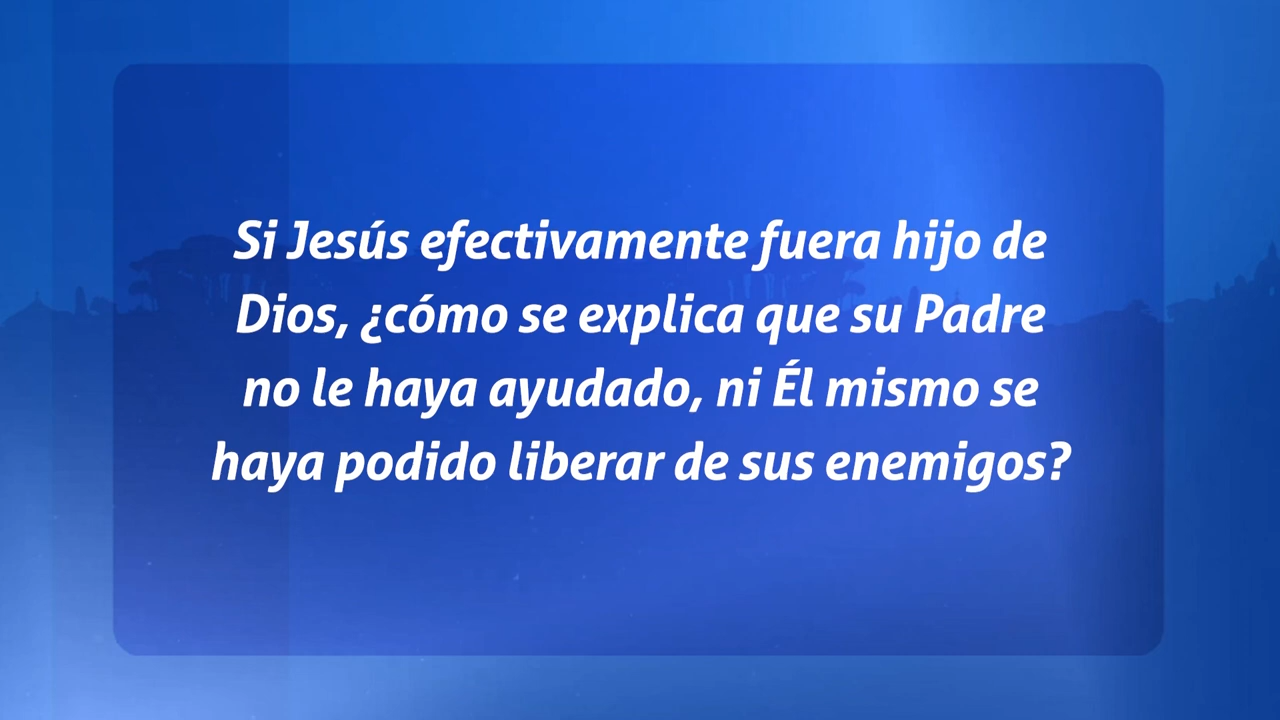 Si Jesús efectivamente fuera hijo de
Dios, ¿cómo se explica que su Padre
no le haya ayudado, ni Él mismo se
haya podido liberar de sus enemigos?